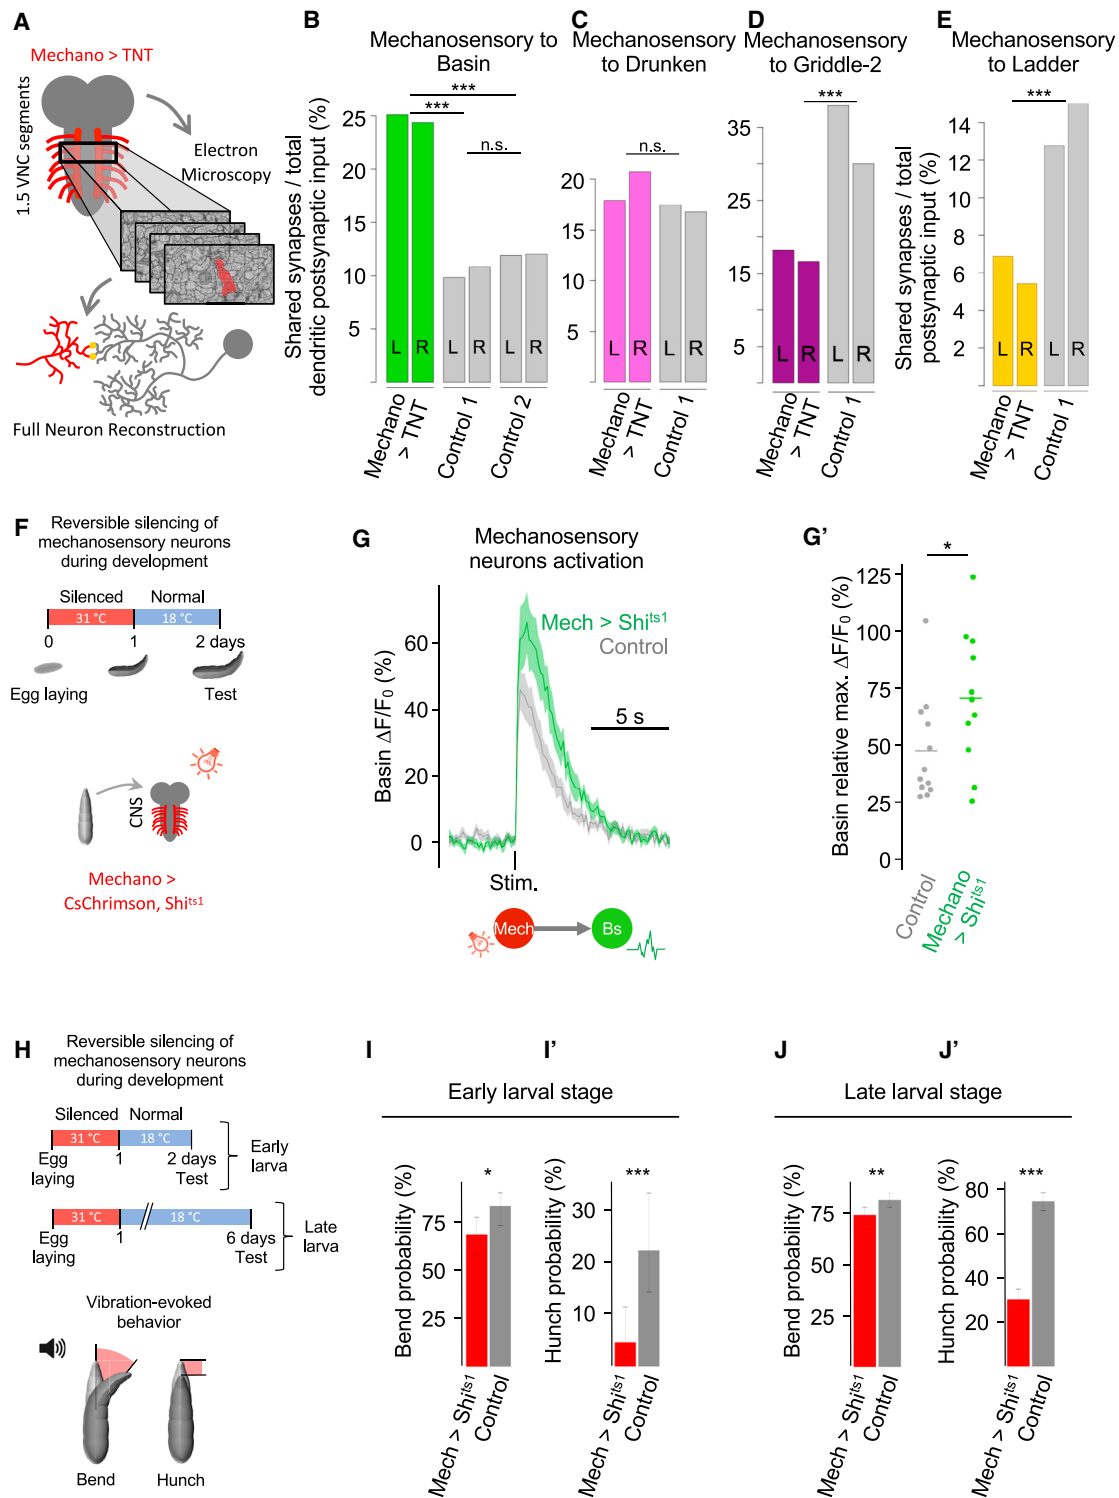 A
Mechano > TNT
1.5 VNC segments
Electron
Microscopy
Full Neuron Reconstruction
B
Mechanosensory to
Basin
Shared synapses / total
dendritic postsynaptic input (%)
25
20
15
10
5
***
***
n.s.
L
R
L
R
L
R
Mechano
> TNT
Control 1
Control 2
C
Mechanosensory
to Drunken
20
15
10
5
n.s.
L
R
L
R
Mechano
> TNT
Control 1
D
Mechanosensory
to Griddle-2
35
25
15
5
***
L
R
L
R
Mechano
> TNT
Control 1
E
Mechanosensory
to Ladder
Shared synapses / total
postsynaptic input (%)
14
12
10
8
6
4
2
***
L
R
L
R
Mechano
> TNT
Control 1
F
Reversible silencing of
mechanosensory neurons
during development
Silenced
Normal
31 °C
18 °C
0
1
2 days
Egg laying
Test
CNS
Mechano >
CsChrimson, Shits1
G
Mechanosensory
neurons activation
Mech > Shits1
Control
5 s
Basin ΔF/F0 (%)
60
40
20
0
Stim.
Mech
Bs
G'
*
Basin relative max. ΔF/F0 (%)
125
100
75
50
25
0
Control
Mechano
> Shits1
H
Reversible silencing of
mechanosensory neurons
during development
Silenced
Normal
31 °C
18 °C
Egg
laying
1
2 days
Test
Early
larva
31 °C
18 °C
Egg
laying
1
6 days
Test
Late
larva
Vibration-evoked
behavior
Bend
Hunch
I
I'
Early larval stage
Bend probability (%)
75
50
25
*
Mech > Shits1
Control
Hunch probability (%)
30
20
10
***
Mech > Shits1
Control
J
J'
Late larval stage
Bend probability (%)
75
50
25
**
Mech > Shits1
Control
Hunch probability (%)
80
60
40
20
***
Mech > Shits1
Control